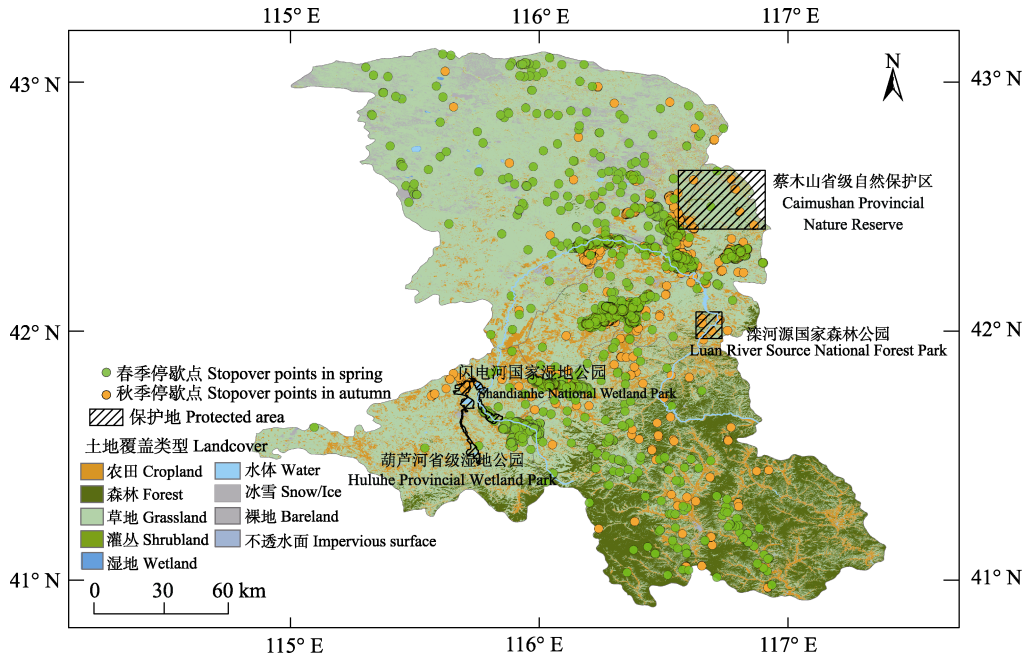 115° E 116° E 117° E
43° N 43° N
N
蔡木山省级自然保护区
Caimushan Provincial
Nature Reserve
42° N 42° N
滦河源国家森林公园
Luan River Source National Forest Park
春季停歇点 Stopover points in spring
秋季停歇点 Stopover points in autumn
保护地 Protected area
闪电河国家湿地公园
Shandianhe National Wetland Park
葫芦河省级湿地公园
Huluhe Provincial Wetland Park
土地覆盖类型 Landcover
农田 Cropland 水体 Water
森林 Forest 冰雪 Snow/Ice
草地 Grassland 裸地 Bareland
灌丛 Shrubland 不透水面 Impervious surface
湿地 Wetland
41° N 41° N
0 30 60 km
115° E 116° E 117° E